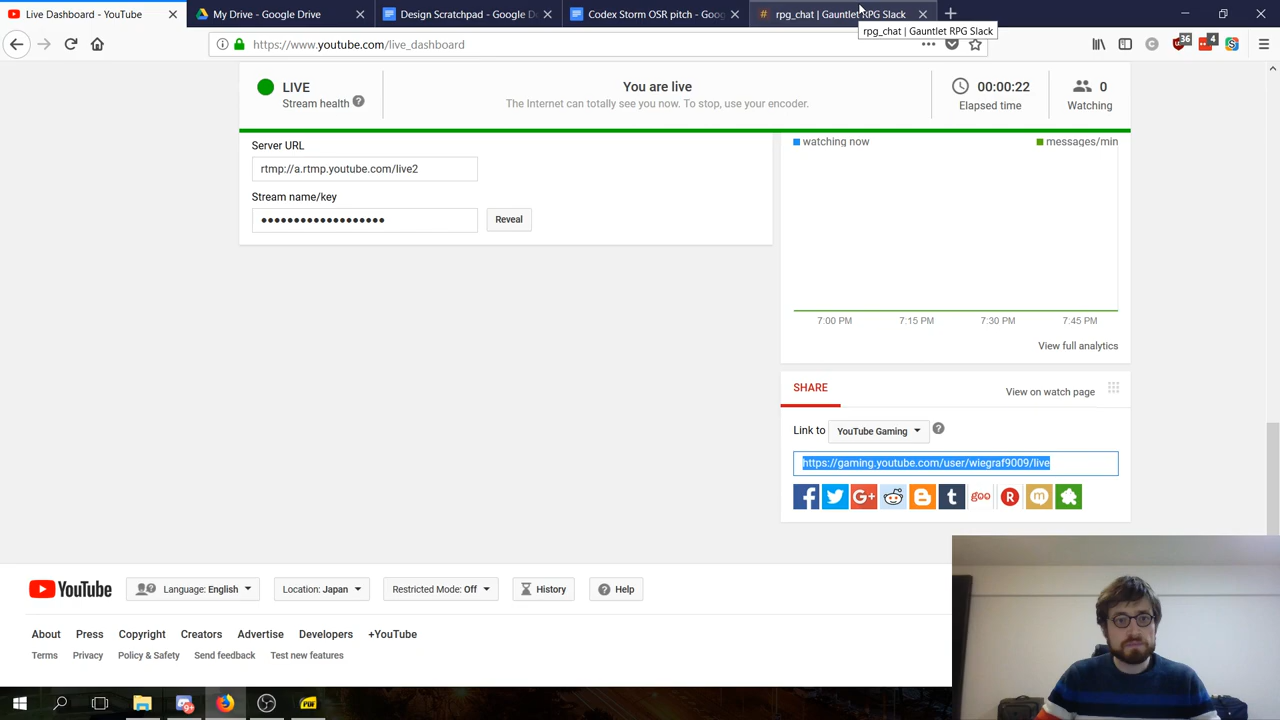 Live Dashboard - YouTube
My Drive - Google Drive
Design Scratchpad - Google D
Codex Storm OSR pitch - Goog
rpg_chat | Gauntlet RPG Slack
https://www.youtube.com/live_dashboard
rpg_chat | Gauntlet RPG Slack
36
4
LIVE
Stream health ?
You are live
The Internet can totally see you now. To stop, use your encoder.
00:00:22
Elapsed time
0
Watching
Server URL
rtmp://a.rtmp.youtube.com/live2
Stream name/key
Reveal
watching now
messages/min
7:00 PM
7:15 PM
7:30 PM
7:45 PM
View full analytics
SHARE
View on watch page
Link to
YouTube Gaming
?
https://gaming.youtube.com/user/wiegraf9009/live
goo
YouTube
Language: English
Location: Japan
Restricted Mode: Off
History
Help
About
Press
Copyright
Creators
Advertise
Developers
+YouTube
Terms
Privacy
Policy & Safety
Send feedback
Test new features